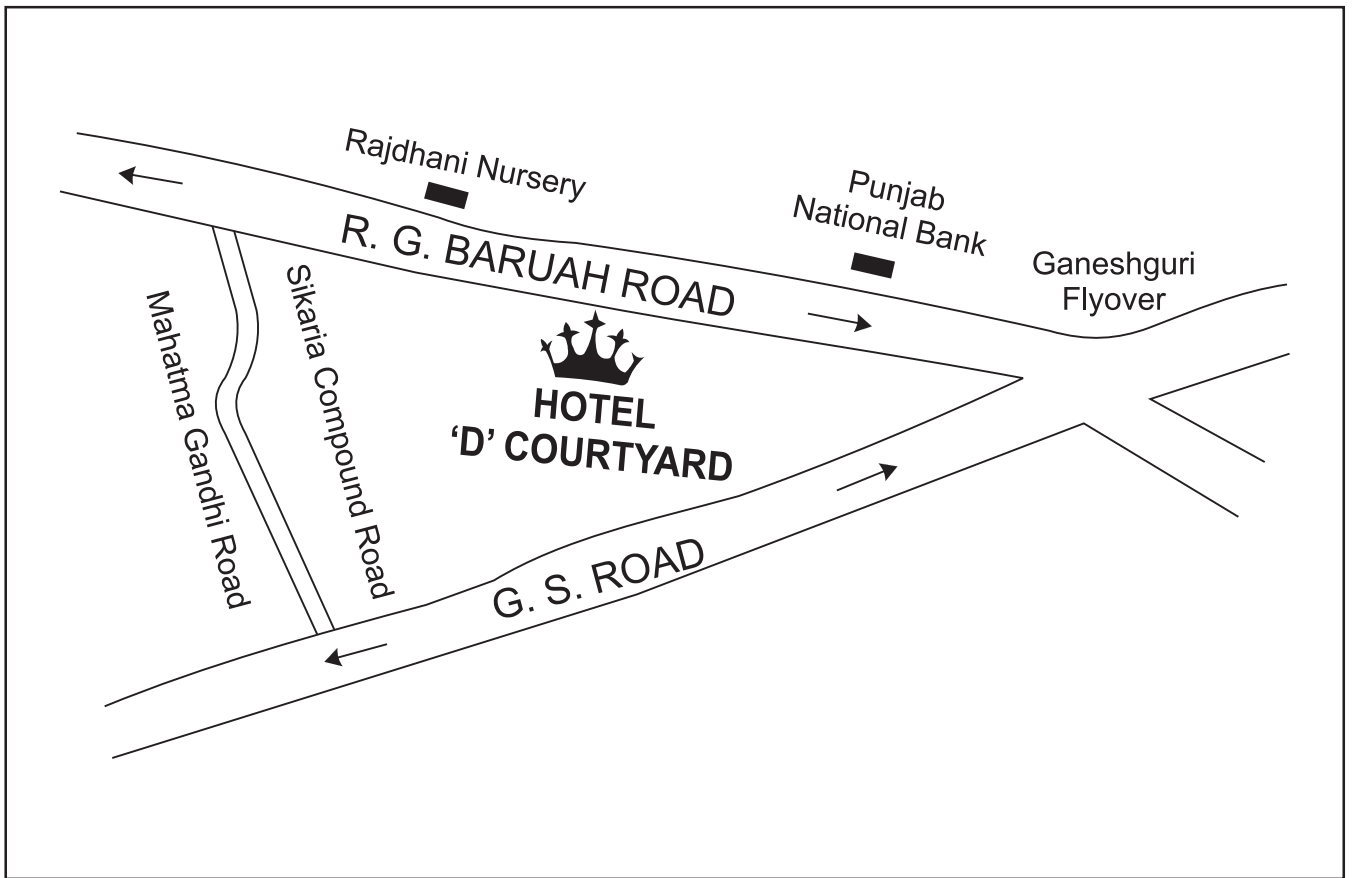 Rajdhani Nursery
Punjab
National Bank
Ganeshguri
Flyover
R. G. BARUAH ROAD
Mahatma Gandhi Road
Sikaria Compound Road
HOTEL
‘D’ COURTYARD
G. S. ROAD